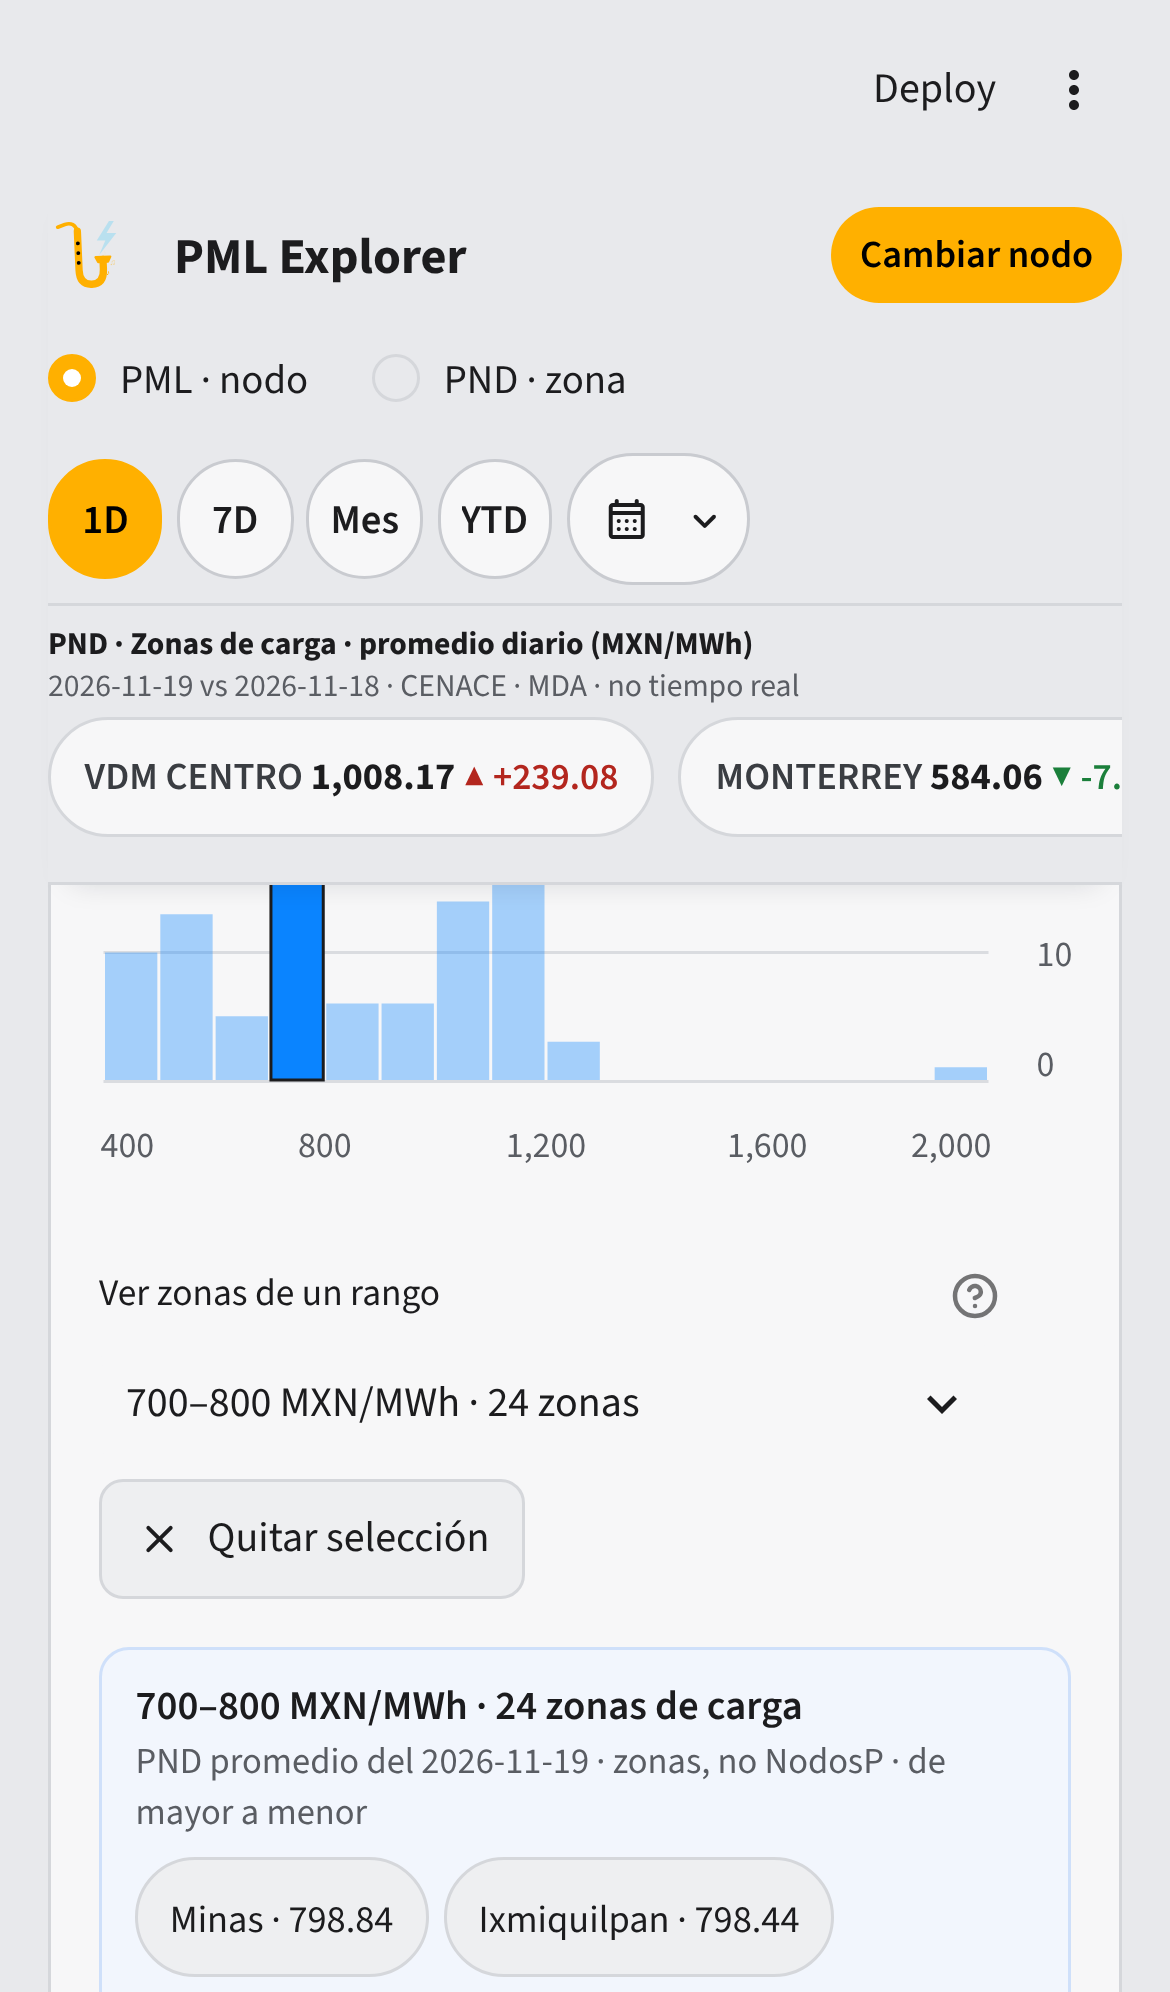 Deploy
PML Explorer
Cambiar nodo
PML · nodo
PND · zona
1D
7D
Mes
YTD
PND · Zonas de carga · promedio diario (MXN/MWh)
2026-11-19 vs 2026-11-18 · CENACE · MDA · no tiempo real
VDM CENTRO 1,008.17 ▲ +239.08
MONTERREY 584.06 ▼ -7.
10
0
400 800 1,200 1,600 2,000
Ver zonas de un rango
700–800 MXN/MWh · 24 zonas
Quitar selección
700–800 MXN/MWh · 24 zonas de carga
PND promedio del 2026-11-19 · zonas, no NodosP · de
mayor a menor
Minas · 798.84
Ixmiquilpan · 798.44